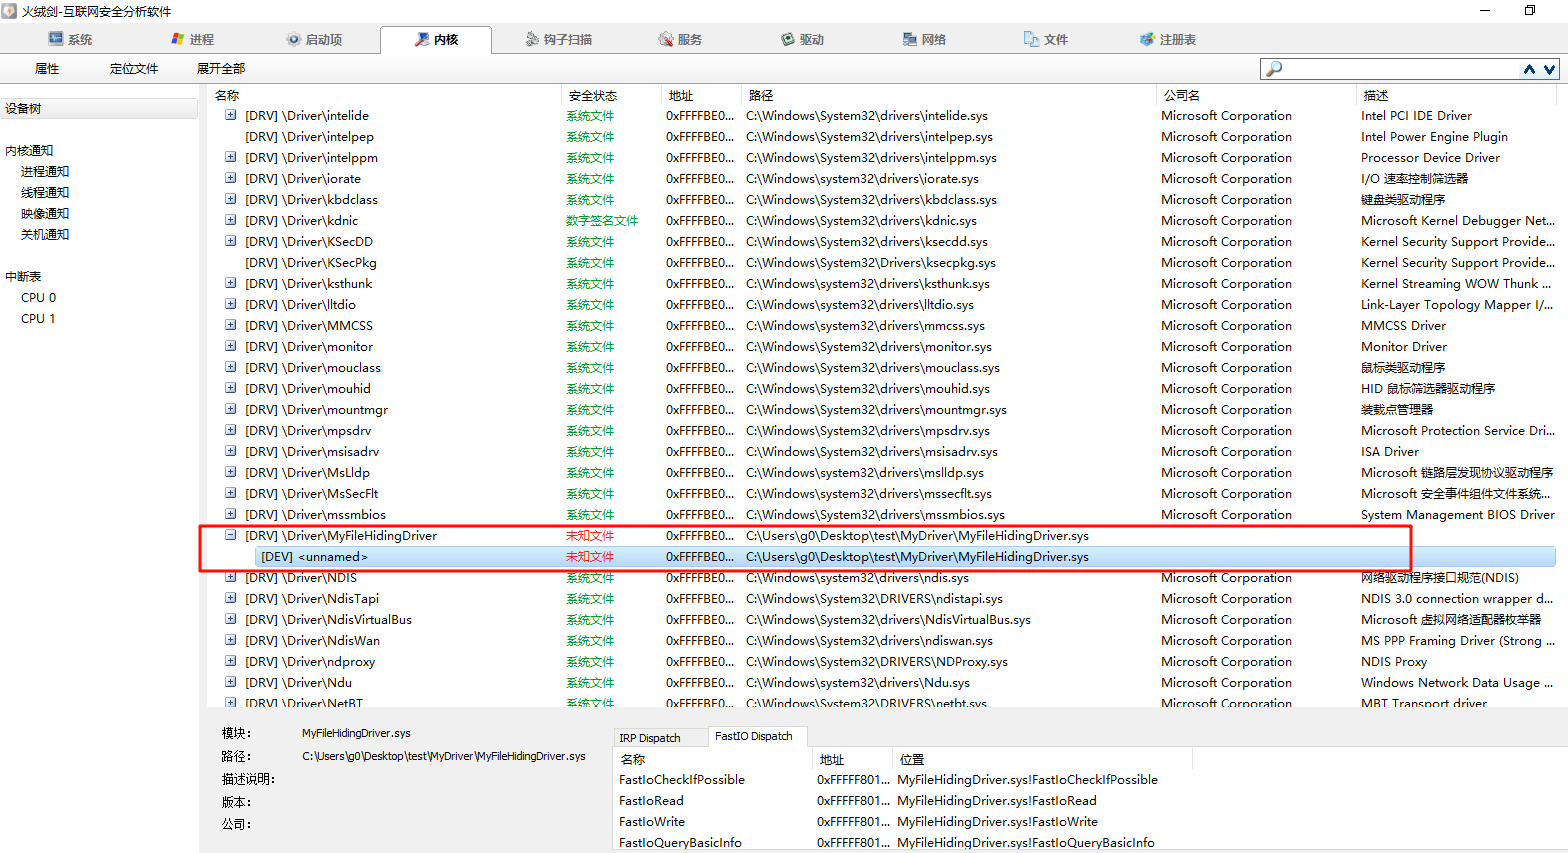 火绒剑-互联网安全分析软件
系统 进程 启动项 内核 钩子扫描 服务 驱动 网络 文件 注册表
属性 定位文件 展开全部
设备树
内核通知
进程通知
线程通知
映像通知
关机通知
中断表
CPU 0
CPU 1
名称 安全状态 地址 路径 公司名 描述
[DRV] \Driver\intelide 系统文件 0xFFFFBE0... C:\Windows\System32\drivers\intelide.sys Microsoft Corporation Intel PCI IDE Driver
[DRV] \Driver\intelpep 系统文件 0xFFFFBE0... C:\Windows\System32\drivers\intelpep.sys Microsoft Corporation Intel Power Engine Plugin
[DRV] \Driver\intelppm 系统文件 0xFFFFBE0... C:\Windows\System32\drivers\intelppm.sys Microsoft Corporation Processor Device Driver
[DRV] \Driver\iorate 系统文件 0xFFFFBE0... C:\Windows\system32\drivers\iorate.sys Microsoft Corporation I/O 速率控制筛选器
[DRV] \Driver\kbdclass 系统文件 0xFFFFBE0... C:\Windows\System32\drivers\kbdclass.sys Microsoft Corporation 键盘类驱动程序
[DRV] \Driver\kdnic 数字签名文件 0xFFFFBE0... C:\Windows\System32\drivers\kdnic.sys Microsoft Corporation Microsoft Kernel Debugger Net...
[DRV] \Driver\KSecDD 系统文件 0xFFFFBE0... C:\Windows\System32\drivers\ksecdd.sys Microsoft Corporation Kernel Security Support Provide...
[DRV] \Driver\KSecPkg 系统文件 0xFFFFBE0... C:\Windows\System32\Drivers\ksecpkg.sys Microsoft Corporation Kernel Security Support Provide...
[DRV] \Driver\ksthunk 系统文件 0xFFFFBE0... C:\Windows\system32\drivers\ksthunk.sys Microsoft Corporation Kernel Streaming WOW Thunk ...
[DRV] \Driver\lltdio 系统文件 0xFFFFBE0... C:\Windows\system32\drivers\lltdio.sys Microsoft Corporation Link-Layer Topology Mapper I/...
[DRV] \Driver\MMCSS 系统文件 0xFFFFBE0... C:\Windows\system32\drivers\mmcss.sys Microsoft Corporation MMCSS Driver
[DRV] \Driver\monitor 系统文件 0xFFFFBE0... C:\Windows\System32\drivers\monitor.sys Microsoft Corporation Monitor Driver
[DRV] \Driver\mouclass 系统文件 0xFFFFBE0... C:\Windows\System32\drivers\mouclass.sys Microsoft Corporation 鼠标类驱动程序
[DRV] \Driver\mouhid 系统文件 0xFFFFBE0... C:\Windows\System32\drivers\mouhid.sys Microsoft Corporation HID 鼠标筛选器驱动程序
[DRV] \Driver\mountmgr 系统文件 0xFFFFBE0... C:\Windows\System32\drivers\mountmgr.sys Microsoft Corporation 装载点管理器
[DRV] \Driver\mpsdrv 系统文件 0xFFFFBE0... C:\Windows\System32\drivers\mpsdrv.sys Microsoft Corporation Microsoft Protection Service Dri...
[DRV] \Driver\msisadrv 系统文件 0xFFFFBE0... C:\Windows\System32\drivers\msisadrv.sys Microsoft Corporation ISA Driver
[DRV] \Driver\MsLldp 系统文件 0xFFFFBE0... C:\Windows\system32\drivers\mslldp.sys Microsoft Corporation Microsoft 链路层发现协议驱动程序
[DRV] \Driver\MsSecFlt 系统文件 0xFFFFBE0... C:\Windows\system32\drivers\mssecflt.sys Microsoft Corporation Microsoft 安全事件组件文件系统...
[DRV] \Driver\mssmbios 系统文件 0xFFFFBE0... C:\Windows\System32\drivers\mssmbios.sys Microsoft Corporation System Management BIOS Driver
[DRV] \Driver\MyFileHidingDriver 未知文件 0xFFFFBE0... C:\Users\g0\Desktop\test\MyDriver\MyFileHidingDriver.sys
[DEV] <unnamed> 未知文件 0xFFFFBE0... C:\Users\g0\Desktop\test\MyDriver\MyFileHidingDriver.sys
[DRV] \Driver\NDIS 系统文件 0xFFFFBE0... C:\Windows\system32\drivers\ndis.sys Microsoft Corporation 网络驱动程序接口规范(NDIS)
[DRV] \Driver\NdisTapi 系统文件 0xFFFFBE0... C:\Windows\System32\DRIVERS\ndistapi.sys Microsoft Corporation NDIS 3.0 connection wrapper d...
[DRV] \Driver\NdisVirtualBus 系统文件 0xFFFFBE0... C:\Windows\System32\drivers\NdisVirtualBus.sys Microsoft Corporation Microsoft 虚拟网络适配器枚举器
[DRV] \Driver\NdisWan 系统文件 0xFFFFBE0... C:\Windows\System32\drivers\ndiswan.sys Microsoft Corporation MS PPP Framing Driver (Strong ...
[DRV] \Driver\ndproxy 系统文件 0xFFFFBE0... C:\Windows\System32\DRIVERS\NDProxy.sys Microsoft Corporation NDIS Proxy
[DRV] \Driver\Ndu 系统文件 0xFFFFBE0... C:\Windows\system32\drivers\Ndu.sys Microsoft Corporation Windows Network Data Usage ...
[DRV] \Driver\NetBT 系统文件 0xFFFFBE0... C:\Windows\System32\DRIVERS\netbt.sys Microsoft Corporation MBT Transport driver
模块： MyFileHidingDriver.sys
路径： C:\Users\g0\Desktop\test\MyDriver\MyFileHidingDriver.sys
描述说明：
版本：
公司：
IRP Dispatch FastIO Dispatch
名称 地址 位置
FastIoCheckIfPossible 0xFFFFF801... MyFileHidingDriver.sys!FastIoCheckIfPossible
FastIoRead 0xFFFFF801... MyFileHidingDriver.sys!FastIoRead
FastIoWrite 0xFFFFF801... MyFileHidingDriver.sys!FastIoWrite
FastIoQueryBasicInfo 0xFFFFF801... MyFileHidingDriver.sys!FastIoQueryBasicInfo